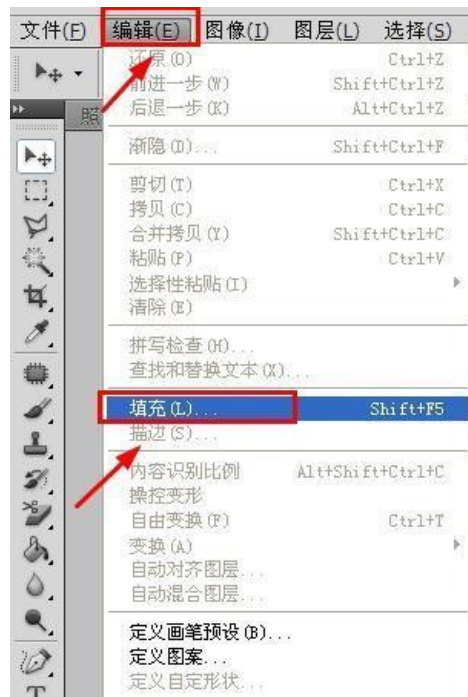 文件(F) 编辑(E) 图像(I) 图层(L) 选择(S)
还原(O) Ctrl+Z
前进一步(W) Shift+Ctrl+Z
后退一步(K) Alt+Ctrl+Z
照
渐隐(D)... Shift+Ctrl+F
剪切(T) Ctrl+X
拷贝(C) Ctrl+C
合并拷贝(Y) Shift+Ctrl+C
粘贴(P) Ctrl+V
选择性粘贴(I)
清除(E)
拼写检查(H)...
查找和替换文本(X)...
填充(L)... Shift+F5
描边(S)...
内容识别比例 Alt+Shift+Ctrl+C
操控变形
自由变换(F) Ctrl+T
变换(A)
自动对齐图层...
自动混合图层...
定义画笔预设(B)...
定义图案...
定义自定形状...
T